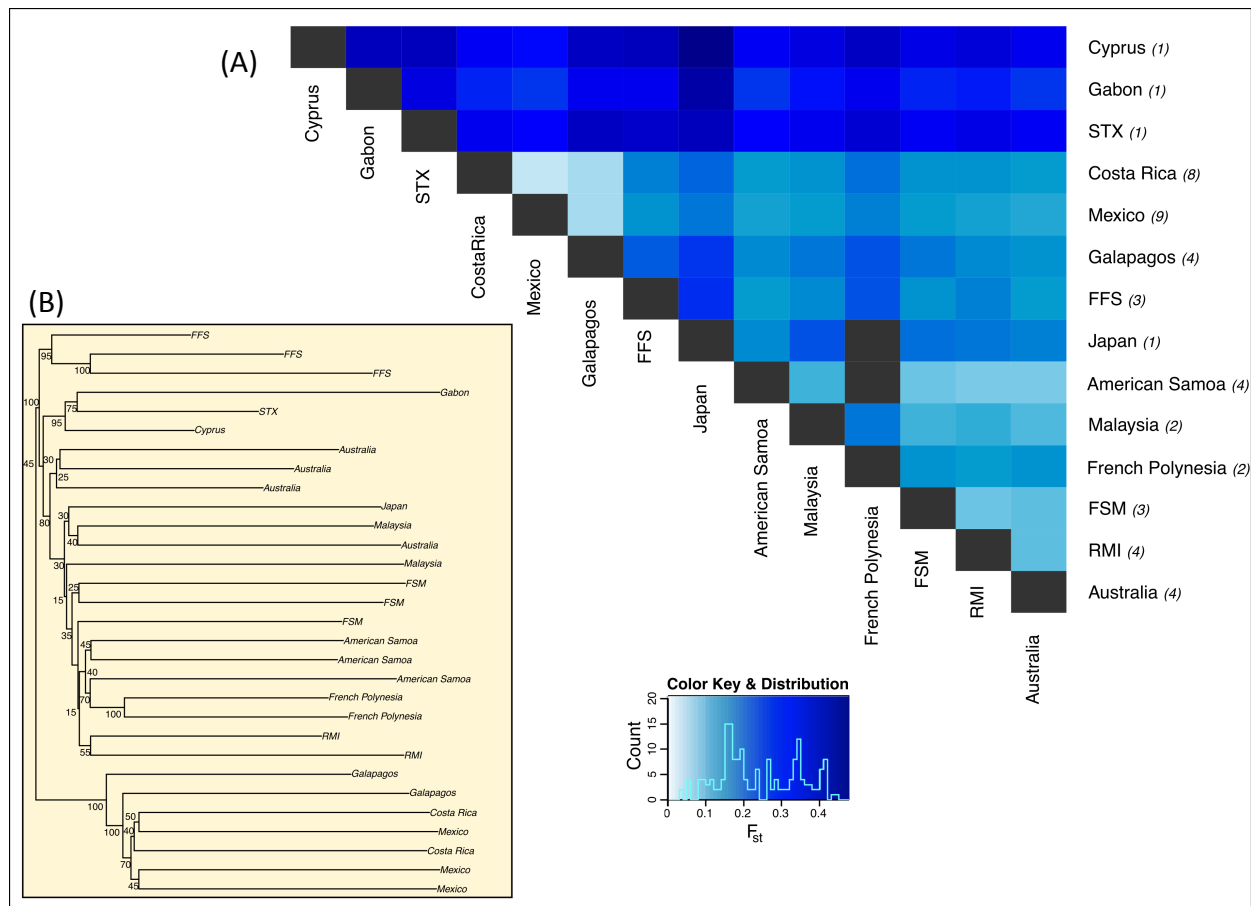 (A)
Cyprus (1)
Gabon (1)
STX (1)
Costa Rica (8)
Mexico (9)
Galapagos (4)
FFS (3)
Japan (1)
American Samoa (4)
Malaysia (2)
French Polynesia (2)
FSM (3)
RMI (4)
Australia (4)
Cyprus
Gabon
STX
CostaRica
Mexico
Galapagos
FFS
Japan
American Samoa
Malaysia
French Polynesia
FSM
RMI
Australia
(B)
FFS
95
FFS
100
FFS
Gabon
100
75
STX
95
Cyprus
Australia
45
30
Australia
25
Australia
Japan
80
30
Malaysia
40
Australia
30
Malaysia
25
FSM
15
FSM
FSM
35
45
American Samoa
American Samoa
40
American Samoa
70
French Polynesia
100
15
French Polynesia
RMI
55
RMI
Galapagos
100
Galapagos
50
Costa Rica
100
40
Mexico
Costa Rica
70
Mexico
45
Mexico
Color Key & Distribution
Count
20
15
10
5
0
0
0.1
0.2
0.3
0.4
Fst